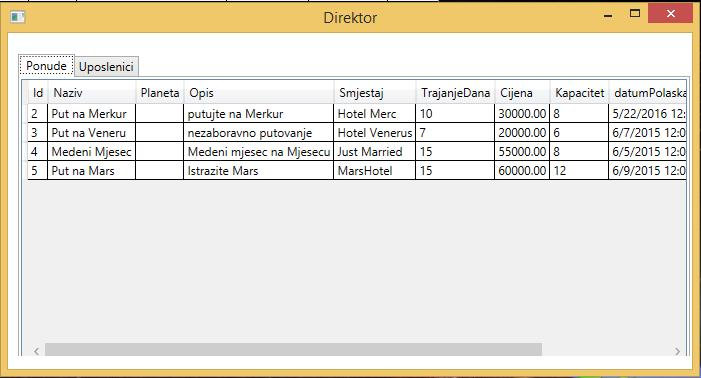 Direktor
Ponude Uposlenici
Id Naziv Planeta Opis Smjestaj TrajanjeDana Cijena Kapacitet datumPolaska
2 Put na Merkur putujte na Merkur Hotel Merc 10 30000.00 8 5/22/2016 12:
3 Put na Veneru nezaboravno putovanje Hotel Venerus 7 20000.00 6 6/7/2015 12:0
4 Medeni Mjesec Medeni mjesec na Mjesecu Just Married 15 55000.00 8 6/5/2015 12:0
5 Put na Mars Istrazite Mars MarsHotel 15 60000.00 12 6/9/2015 12:0